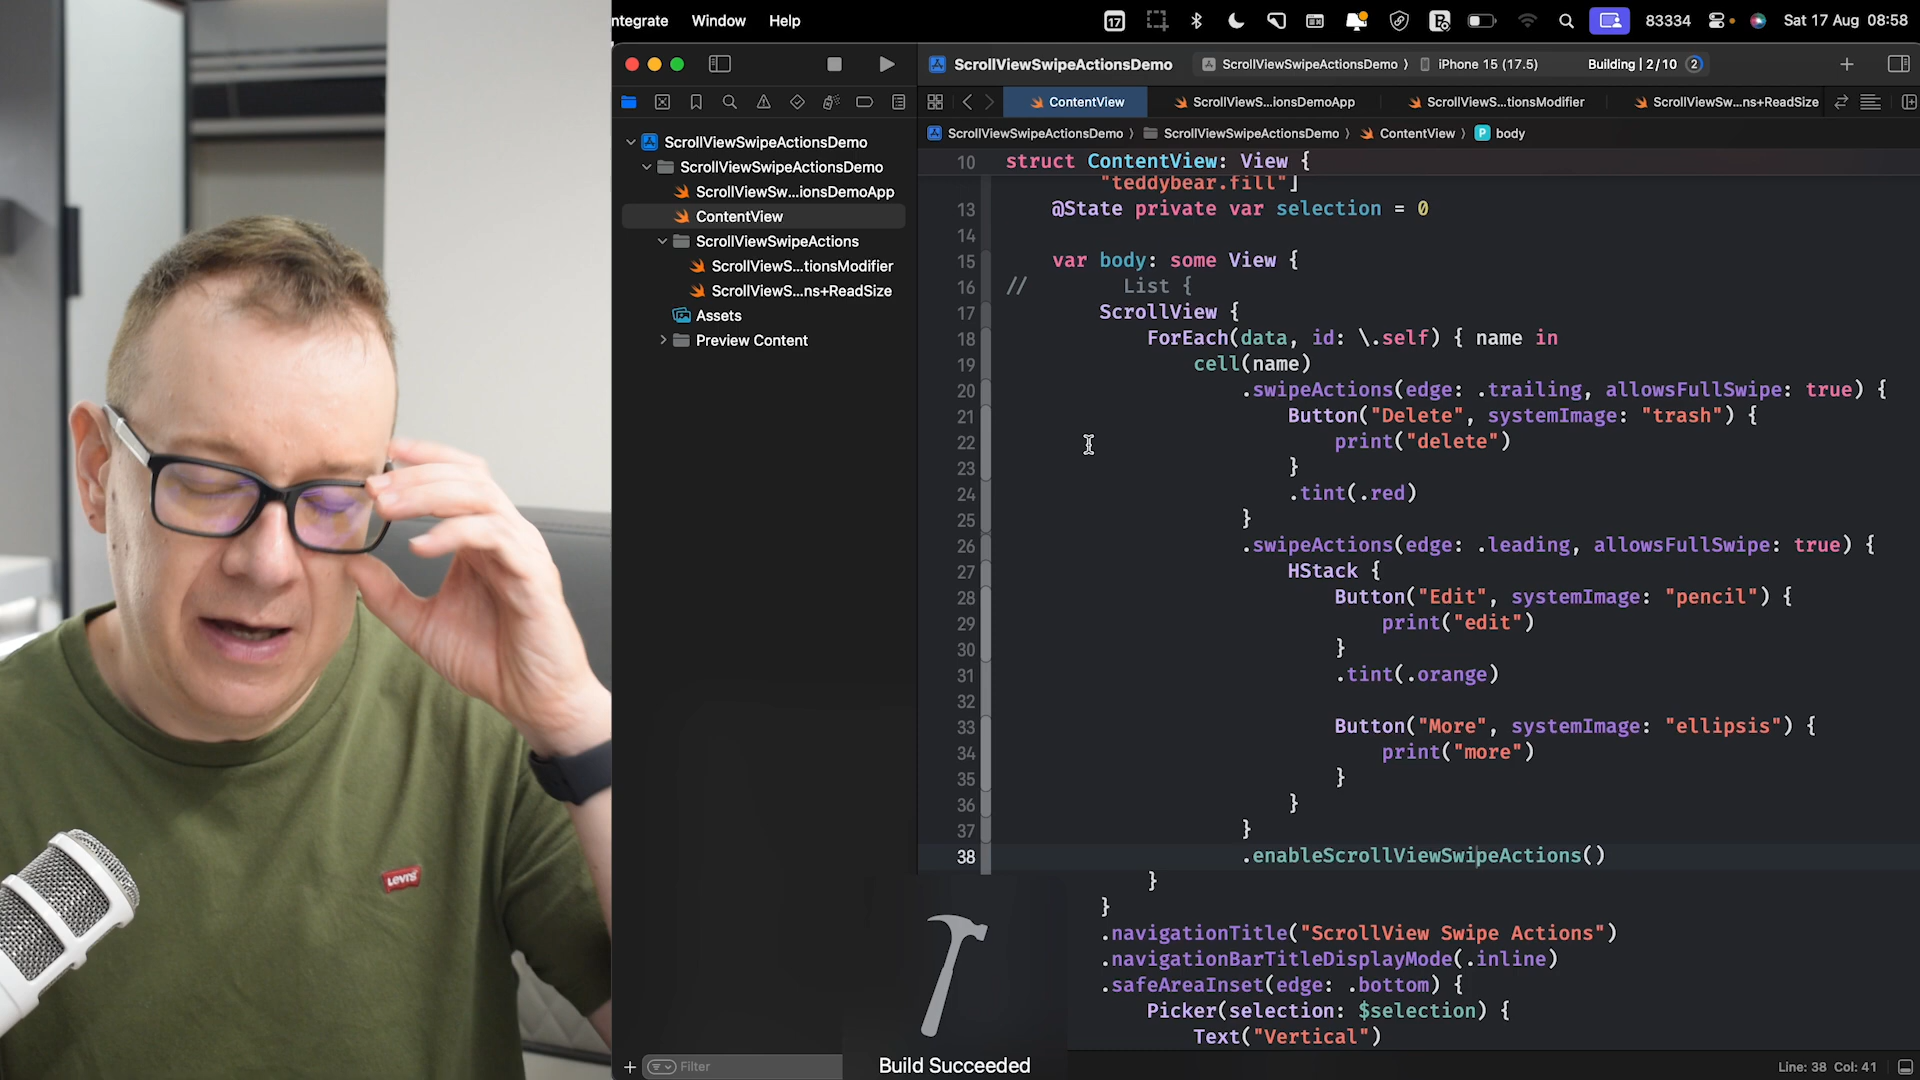 ntegrate Window Help
17 83334 Sat 17 Aug 08:58
ScrollViewSwipeActionsDemo ScrollViewSwipeActionsDemo 〉 iPhone 15 (17.5) Building | 2/10 2
ContentView ScrollViewS...ionsDemoApp ScrollViewS...tionsModifier ScrollViewSw...ns+ReadSize
ScrollViewSwipeActionsDemo 〉 ScrollViewSwipeActionsDemo 〉 ContentView 〉 P body
ScrollViewSwipeActionsDemo
ScrollViewSwipeActionsDemo
ScrollViewSw...ionsDemoApp
ContentView
ScrollViewSwipeActions
ScrollViewS...tionsModifier
ScrollViewS...ns+ReadSize
Assets
Preview Content
10 struct ContentView: View {
"teddybear.fill"]
13 @State private var selection = 0
14
15 var body: some View {
16 // List {
17 ScrollView {
18 ForEach(data, id: \.self) { name in
19 cell(name)
20 .swipeActions(edge: .trailing, allowsFullSwipe: true) {
21 Button("Delete", systemImage: "trash") {
22 print("delete")
23 }
24 .tint(.red)
25 }
26 .swipeActions(edge: .leading, allowsFullSwipe: true) {
27 HStack {
28 Button("Edit", systemImage: "pencil") {
29 print("edit")
30 }
31 .tint(.orange)
32
33 Button("More", systemImage: "ellipsis") {
34 print("more")
35 }
36 }
37 }
38 .enableScrollViewSwipeActions()
}
}
.navigationTitle("ScrollView Swipe Actions")
.navigationBarTitleDisplayMode(.inline)
.safeAreaInset(edge: .bottom) {
Picker(selection: $selection) {
Text("Vertical")
Build Succeeded
Filter
Line: 38 Col: 41
Levi's